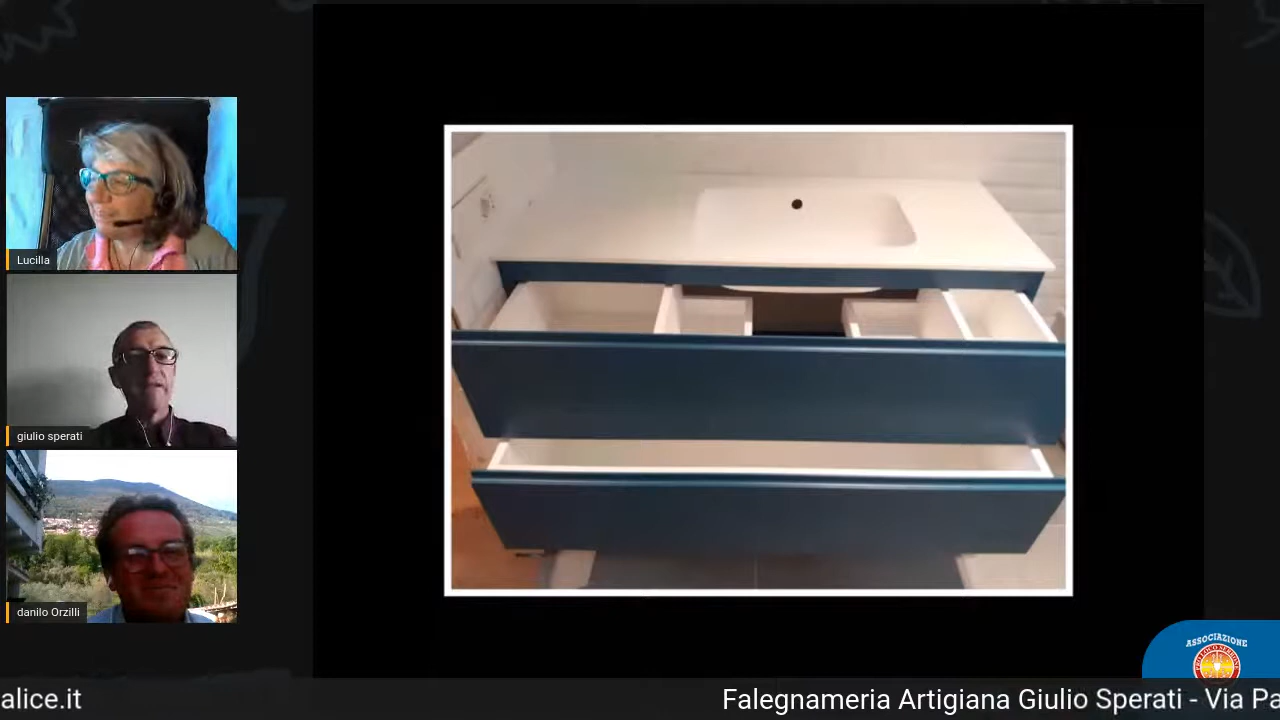 Lucilla
giulio sperati
danilo Orzilli
ASSOCIAZIONE
alice.it
Falegnameria Artigiana Giulio Sperati - Via Pa